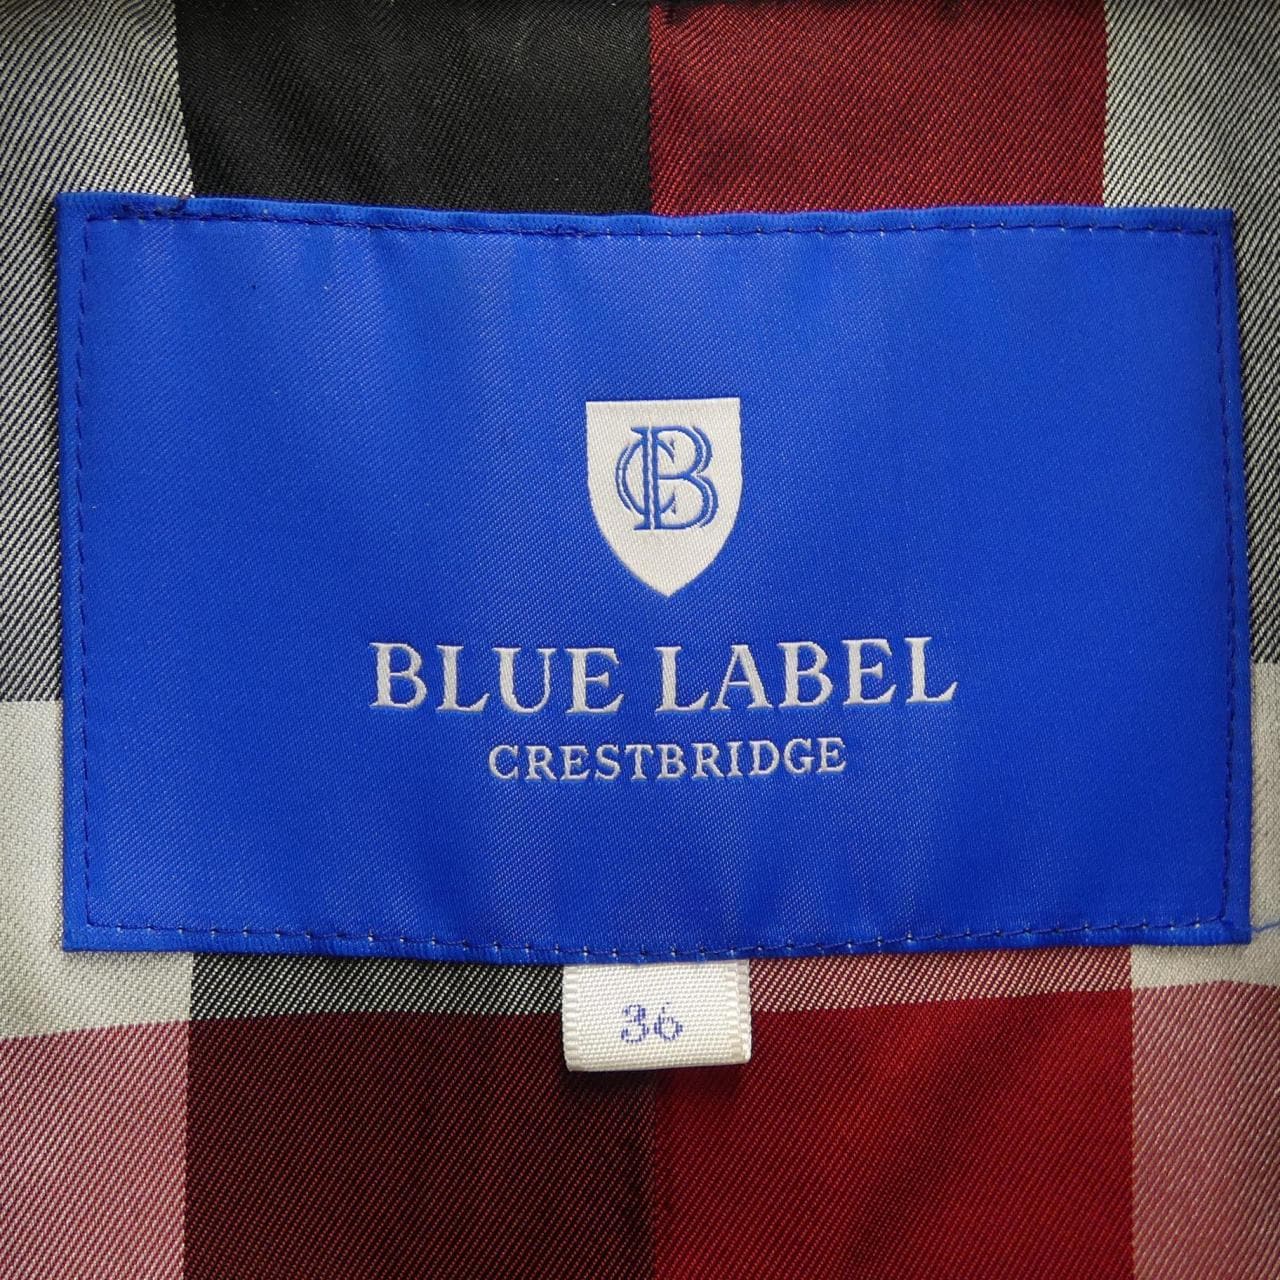 CB
BLUE LABEL
CRESTBRIDGE
36